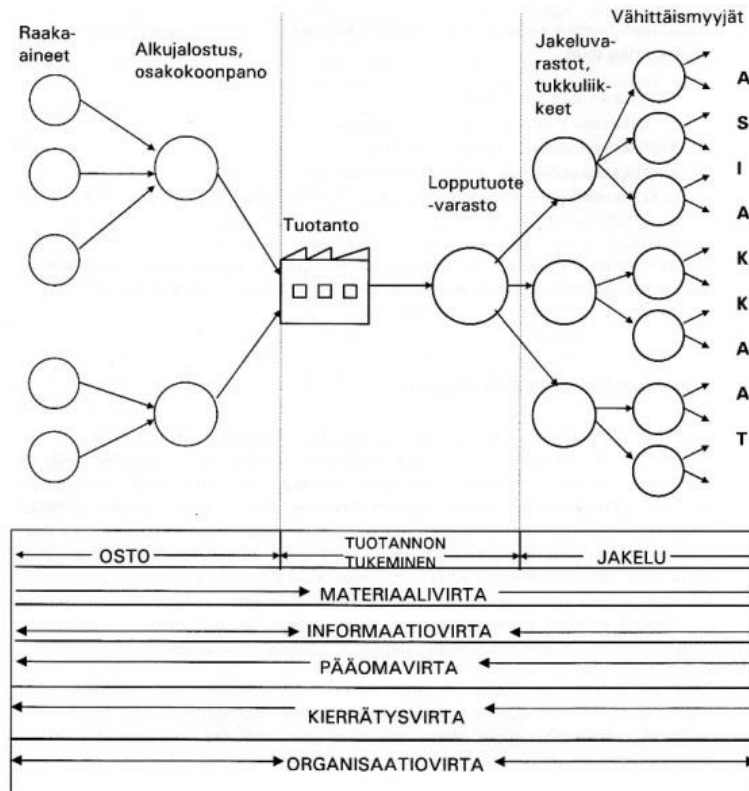 Vähittäismyyjät
Raaka-
aineet
Alkujalostus,
osakokoonpano
Jakeluva-
rastot,
tukkuliik-
keet
Lopputuote
-varasto
Tuotanto
A
S
I
A
K
K
A
A
T
OSTO
TUOTANNON
TUKEMINEN
JAKELU
MATERIAALIVIRTA
INFORMAATIOVIRTA
PÄÄOMAVIRTA
KIERRÄTYSVIRTA
ORGANISAATIOVIRTA